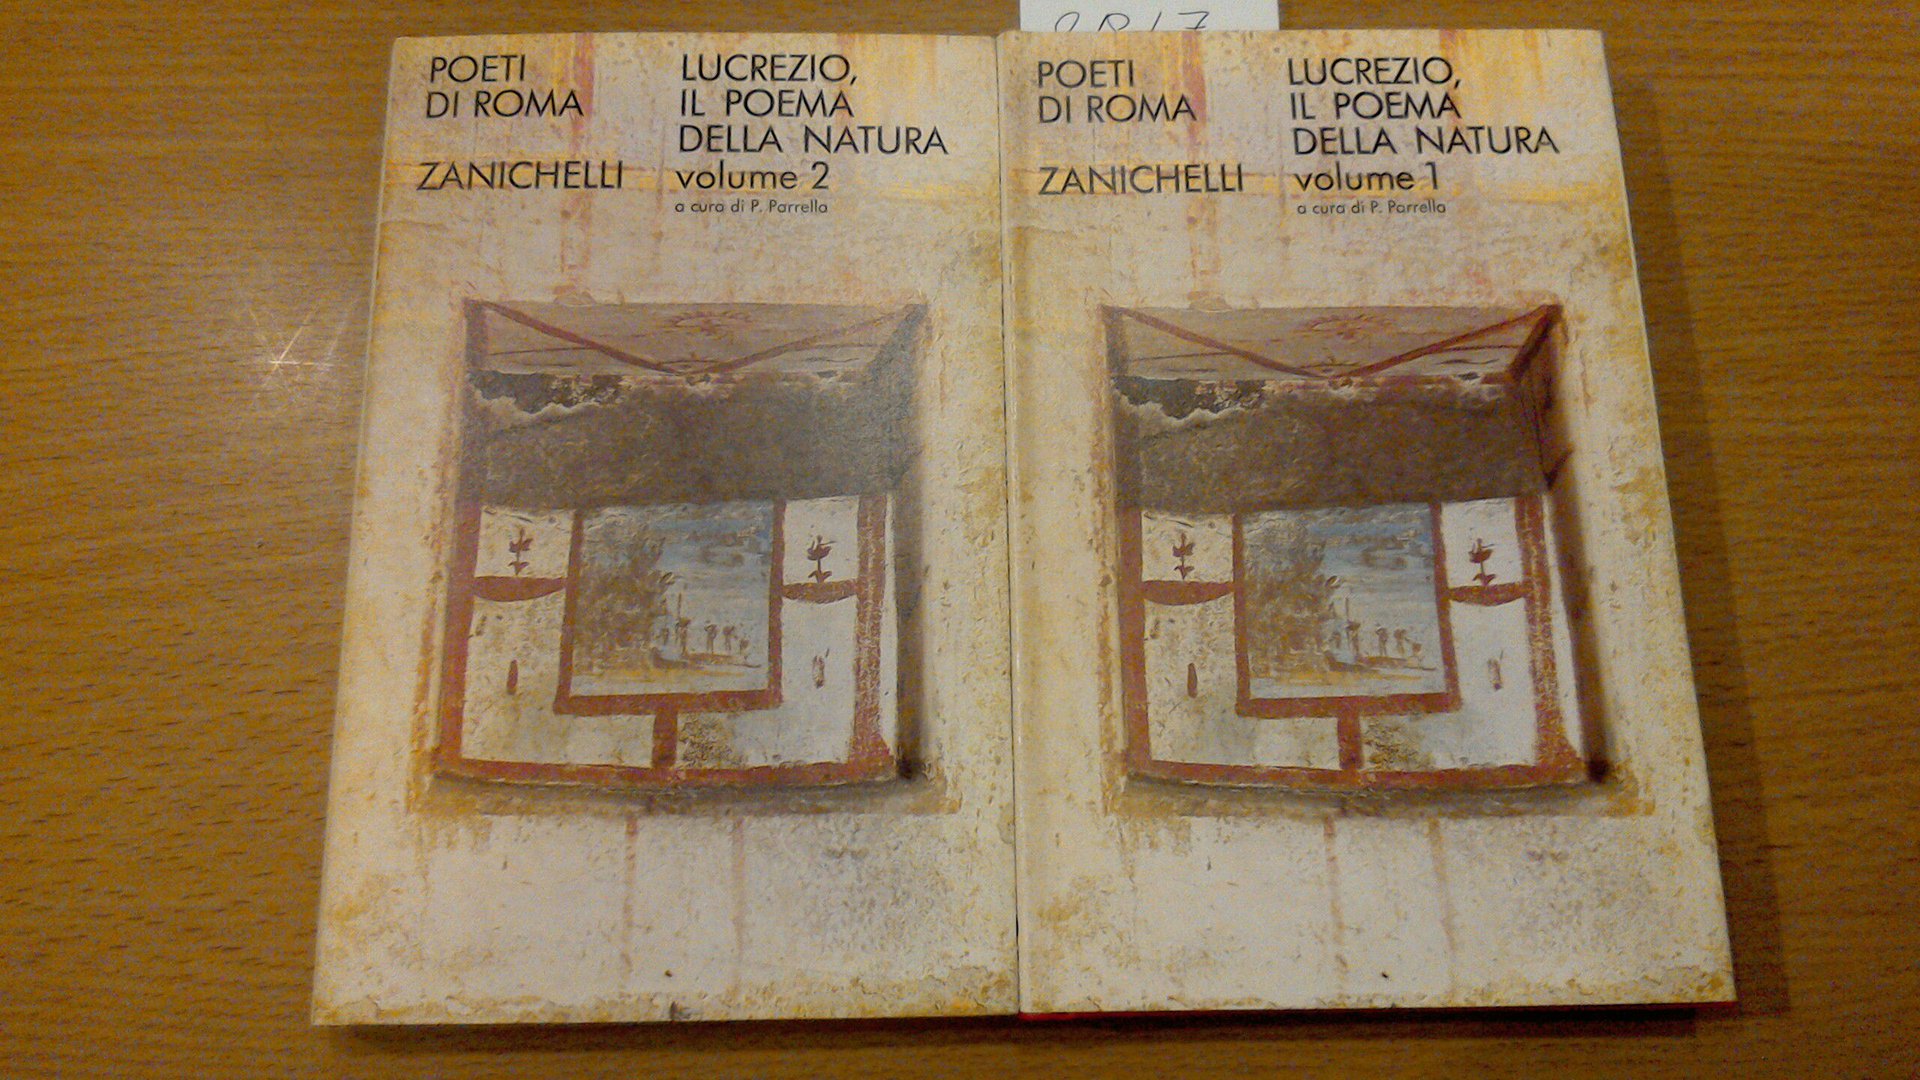 POETI
DI ROMA
ZANICHELLI
LUCREZIO,
IL POEMA
DELLA NATURA
volume 2
a cura di P. Parrella
POETI
DI ROMA
ZANICHELLI
LUCREZIO,
IL POEMA
DELLA NATURA
volume 1
a cura di P. Parrella